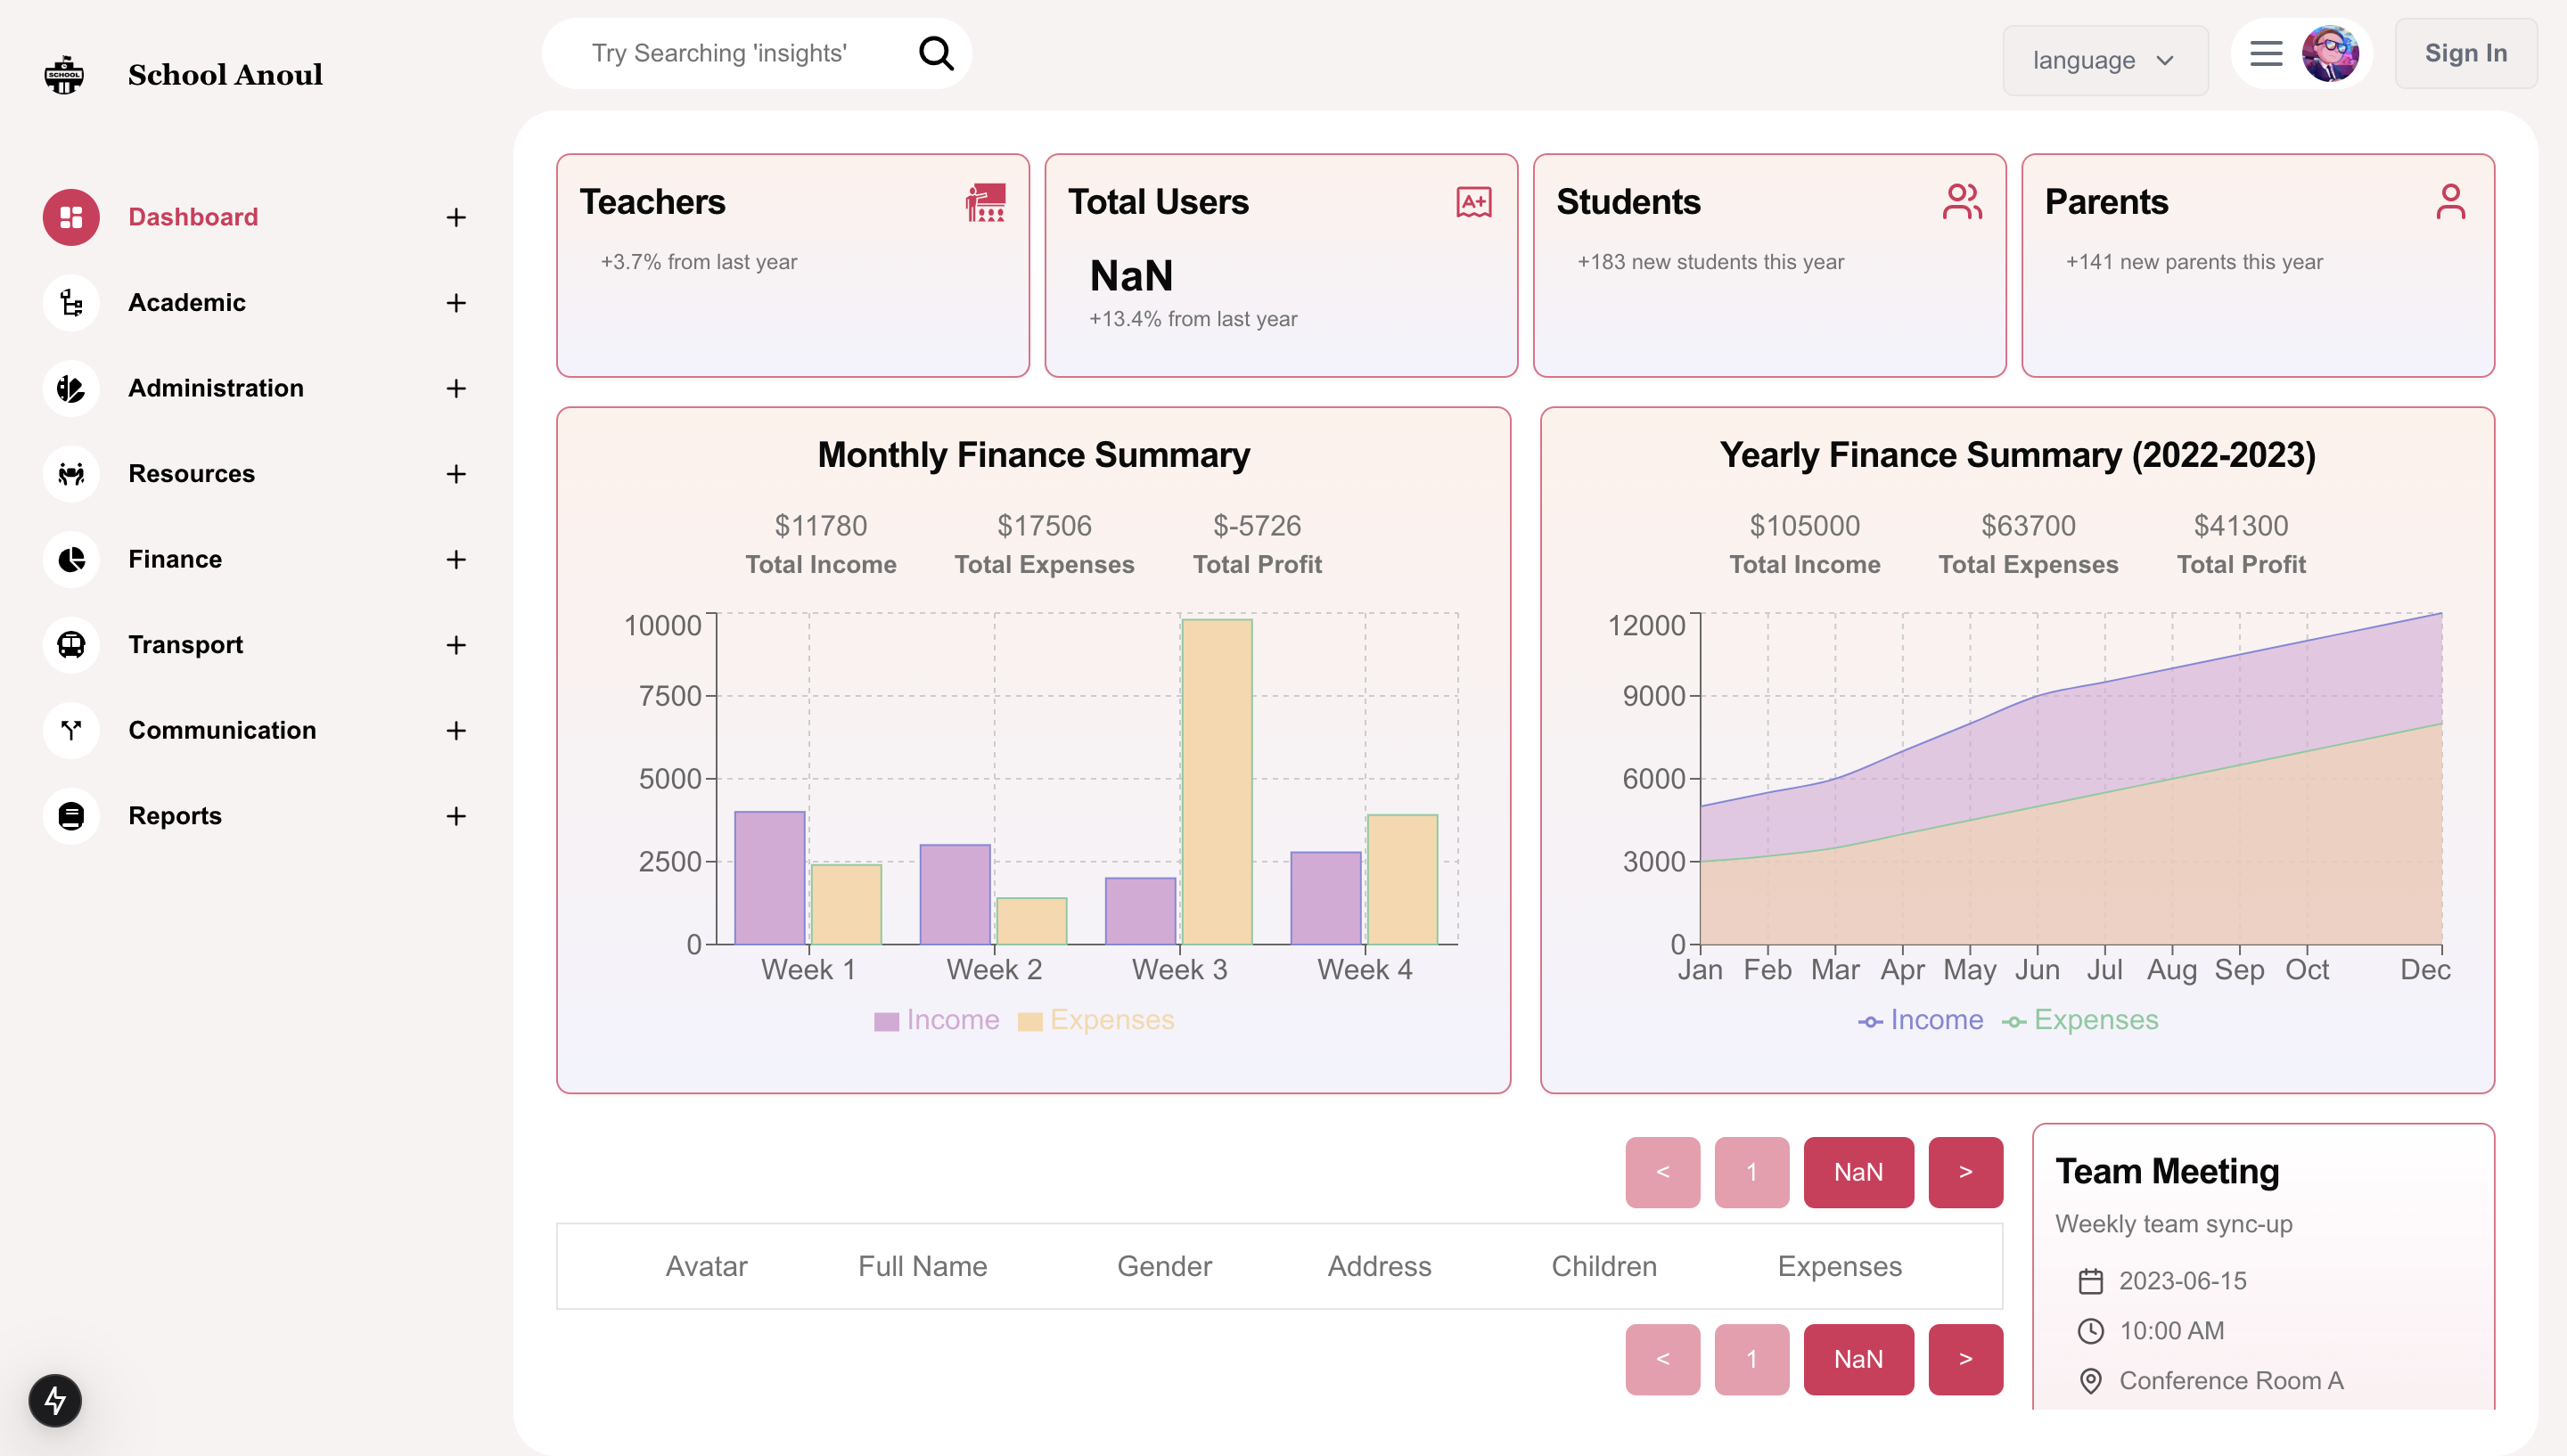 SCHOOL
School Anoul
Try Searching 'insights'
language
Sign In
Dashboard
Academic
Administration
Resources
Finance
Transport
Communication
Reports
Teachers
+3.7% from last year
Total Users
A+
NaN
+13.4% from last year
Students
+183 new students this year
Parents
+141 new parents this year
Monthly Finance Summary
$11780 $17506 $-5726
Total Income Total Expenses Total Profit
10000
7500
5000
2500
0
Week 1 Week 2 Week 3 Week 4
Income Expenses
Yearly Finance Summary (2022-2023)
$105000 $63700 $41300
Total Income Total Expenses Total Profit
12000
9000
6000
3000
0
Jan Feb Mar Apr May Jun Jul Aug Sep Oct Dec
Income Expenses
< 1 NaN >
Avatar Full Name Gender Address Children Expenses
< 1 NaN >
Team Meeting
Weekly team sync-up
2023-06-15
10:00 AM
Conference Room A